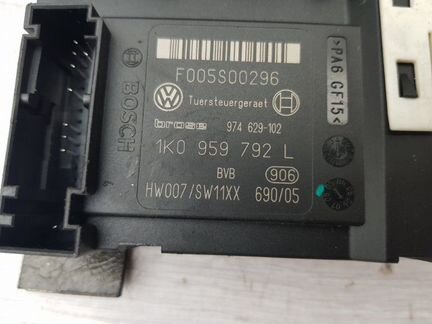 F005S00296
Tuersteuergeraet
brose 974 629-102
1K0 959 792 L
BVB 906
HW007/SW11XX 690/05
BOSCH
>PA6 GF15<